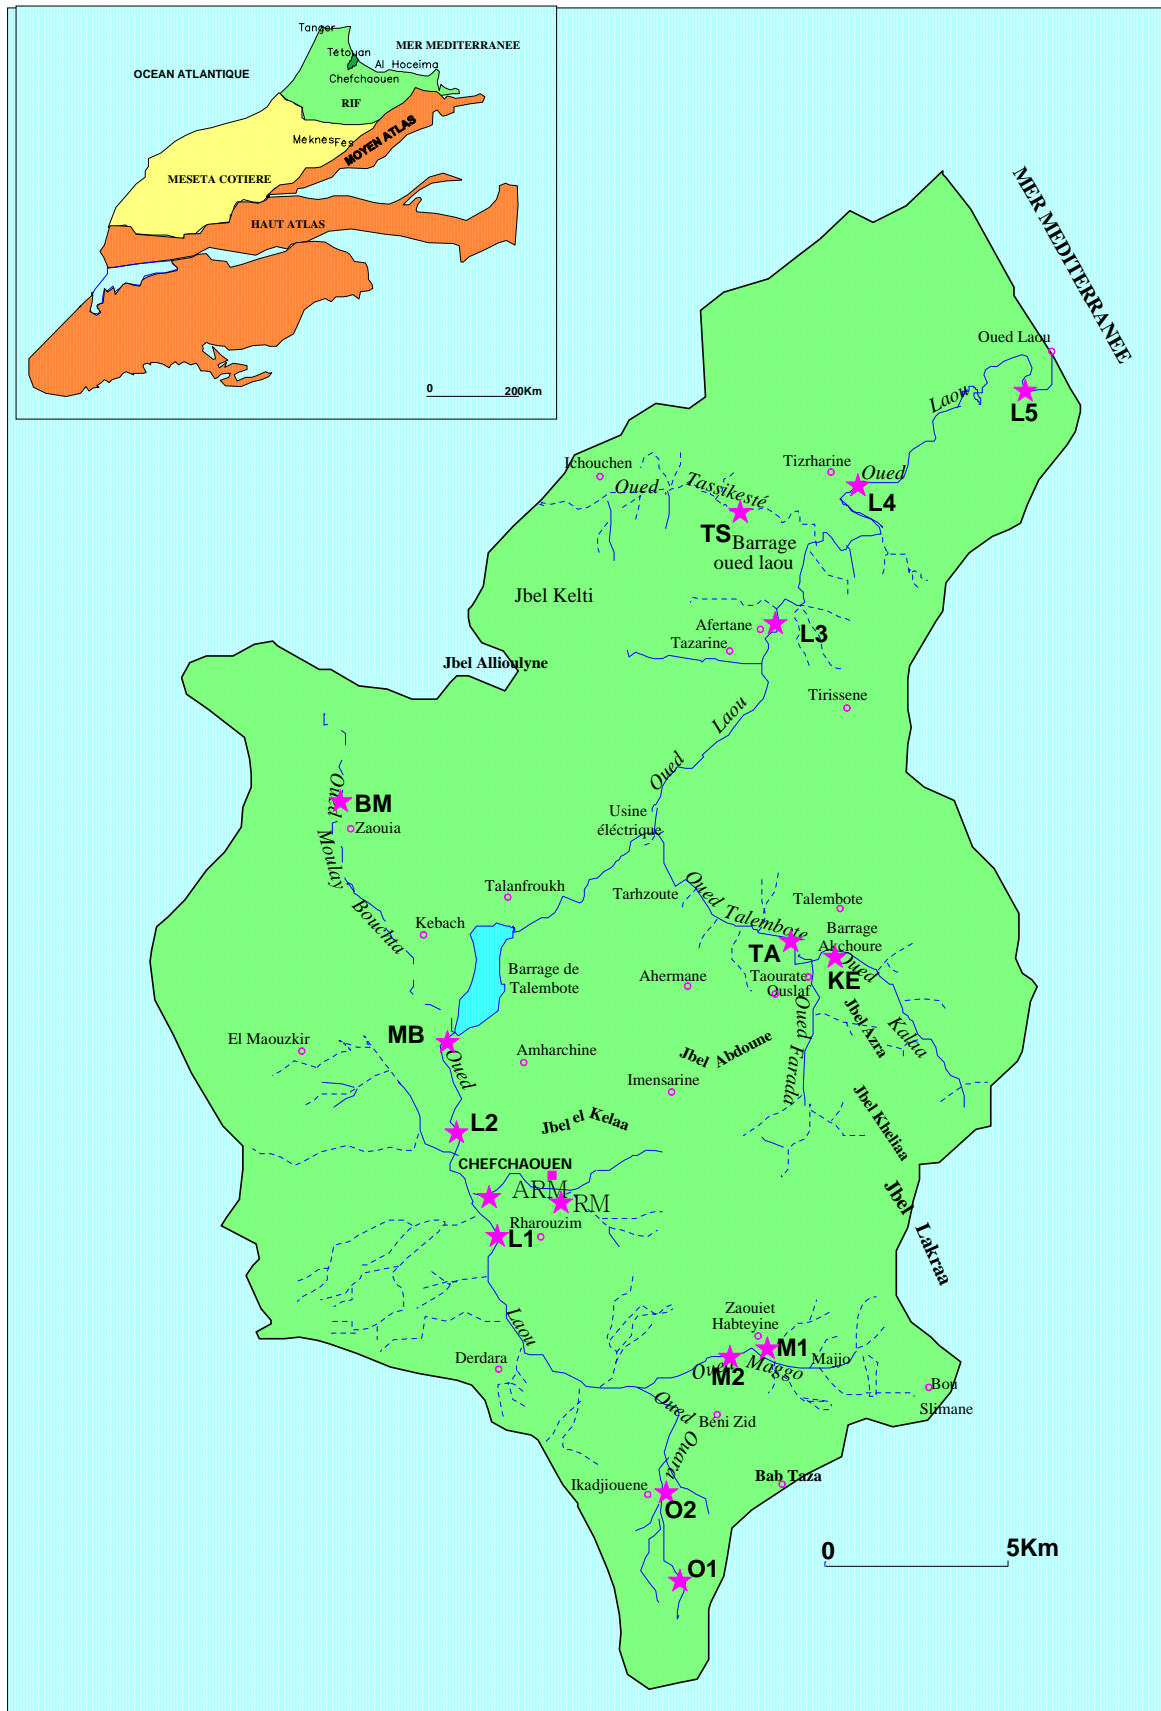 Tanger
Tétouan
MER MEDITERRANEE
Al Hoceima
OCEAN ATLANTIQUE
Chefchaouen
RIF
Méknès
Fès
MOYEN ATLAS
MESETA COTIERE
HAUT ATLAS
0
200Km
MER MEDITERRANEE
Oued Laou
Laou
L5
Ichouchen
Tizrharine
Oued
Oued
Tassikesté
L4
TS
Barrage
oued laou
Jbel Kelti
Afertane
L3
Tazarine
Jbel Allioulyne
Tirissene
Laou
Oued
Oued
BM
Zaouia
Usine
éléctrique
Moulay
Talanfroukh
Tarhzoute
Oued Talembote
Talembote
Bouchta
Kebach
Barrage
Akchoure
TA
Oued
KE
Barrage de
Talembote
Ahermane
Taourate
Ouslaf
MB
El Maouzkir
Oued
Amharchine
Jbel Abdoune
Oued Farada
Jbel Azra
Kalaa
Imensarine
L2
Jbel el Kelaa
Jbel Kheliaa
CHEFCHAOUEN
ARM
RM
Jbel Lakraa
Rharouzim
L1
Laou
Zaouiet
Habteyine
M1
Derdara
Oued
M2
Maggo
Majjo
Bou
Slimane
Oued
Béni Zid
Ouara
Ikadjiouene
Bab Taza
O2
0
5Km
O1